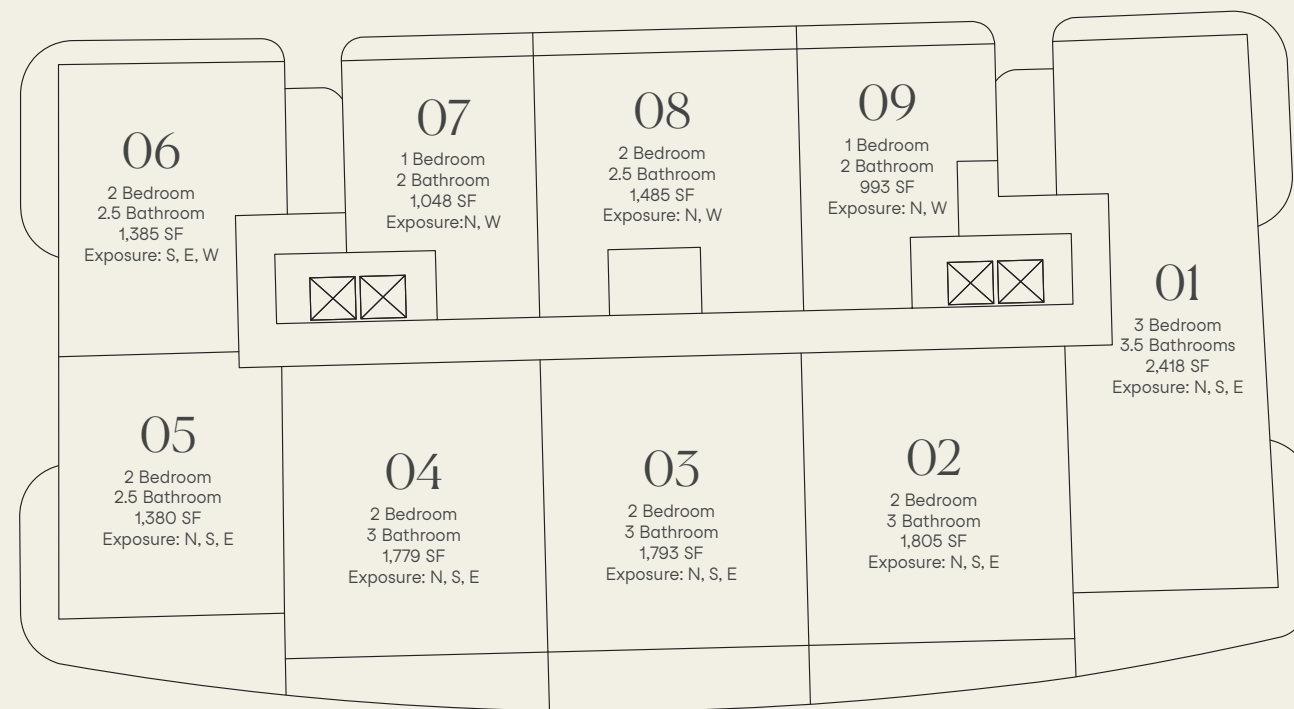 06
2 Bedroom
2.5 Bathroom
1,385 SF
Exposure: S, E, W
07
1 Bedroom
2 Bathroom
1,048 SF
Exposure:N, W
08
2 Bedroom
2.5 Bathroom
1,485 SF
Exposure: N, W
09
1 Bedroom
2 Bathroom
993 SF
Exposure: N, W
01
3 Bedroom
3.5 Bathrooms
2,418 SF
Exposure: N, S, E
05
2 Bedroom
2.5 Bathroom
1,380 SF
Exposure: N, S, E
04
2 Bedroom
3 Bathroom
1,779 SF
Exposure: N, S, E
03
2 Bedroom
3 Bathroom
1,793 SF
Exposure: N, S, E
02
2 Bedroom
3 Bathroom
1,805 SF
Exposure: N, S, E